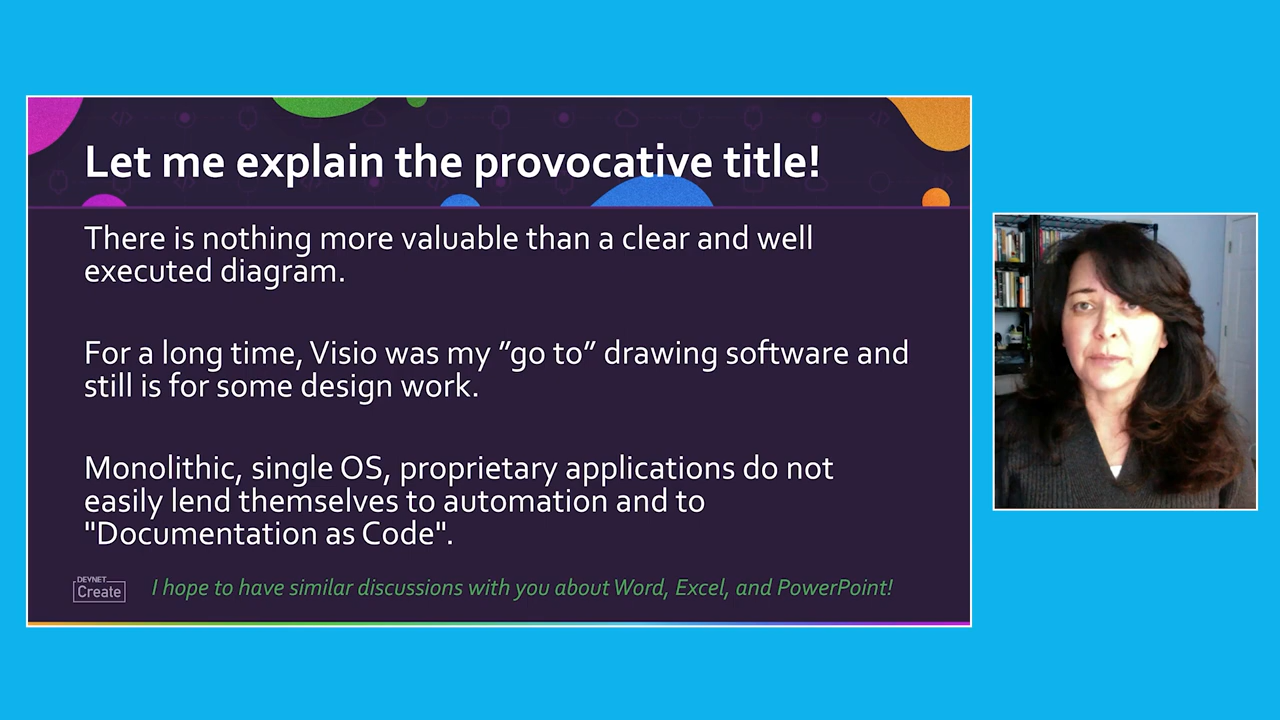 Let me explain the provocative title!
There is nothing more valuable than a clear and well
executed diagram.
For a long time, Visio was my ”go to” drawing software and
still is for some design work.
Monolithic, single OS, proprietary applications do not
easily lend themselves to automation and to
"Documentation as Code".
DEVNET
Create
I hope to have similar discussions with you about Word, Excel, and PowerPoint!